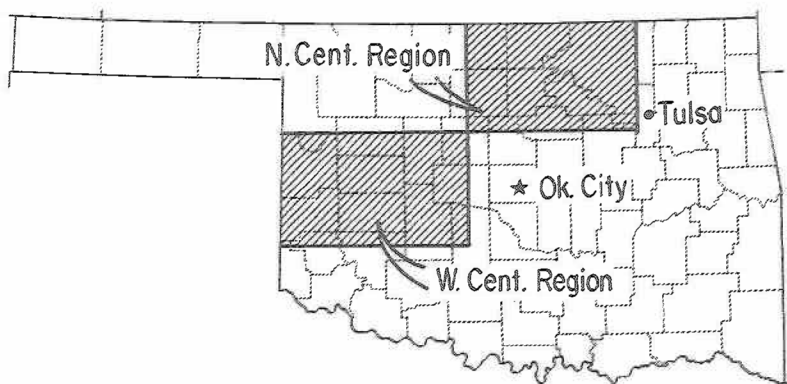 N. Cent. Region
Tulsa
Ok. City
W. Cent. Region